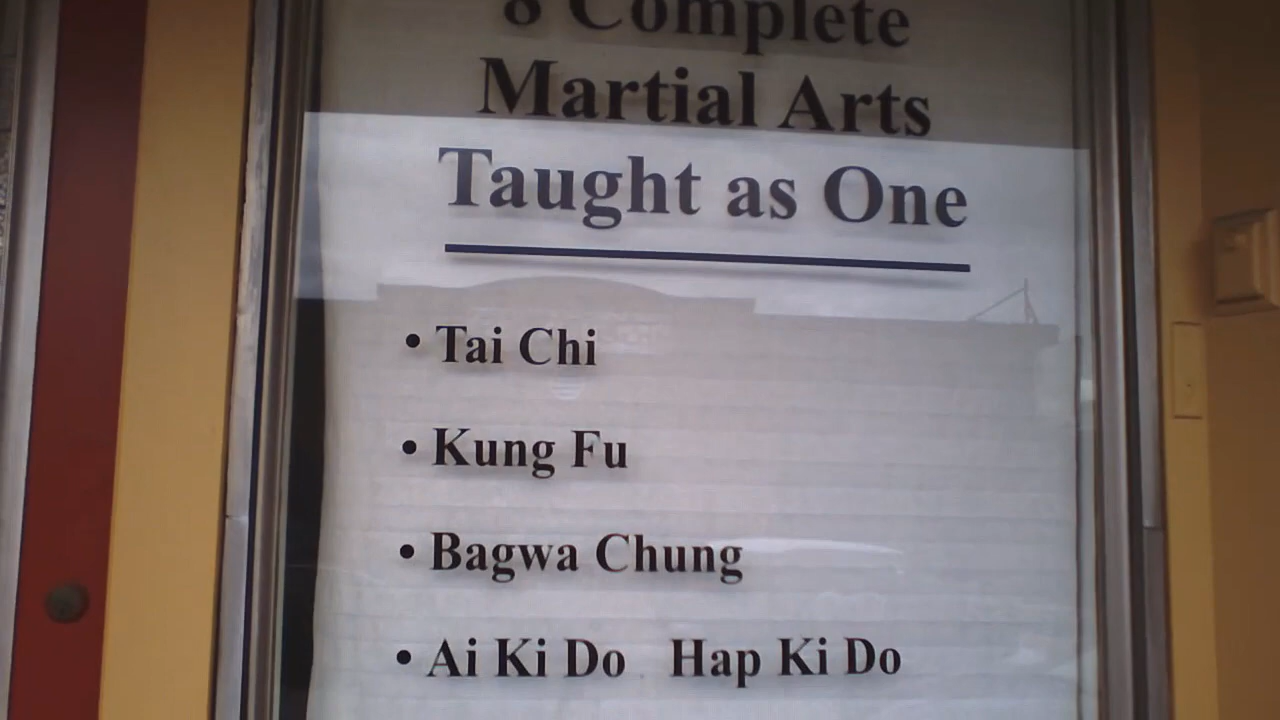 8 Complete
Martial Arts
Taught as One
• Tai Chi
• Kung Fu
• Bagwa Chung
• Ai Ki Do Hap Ki Do